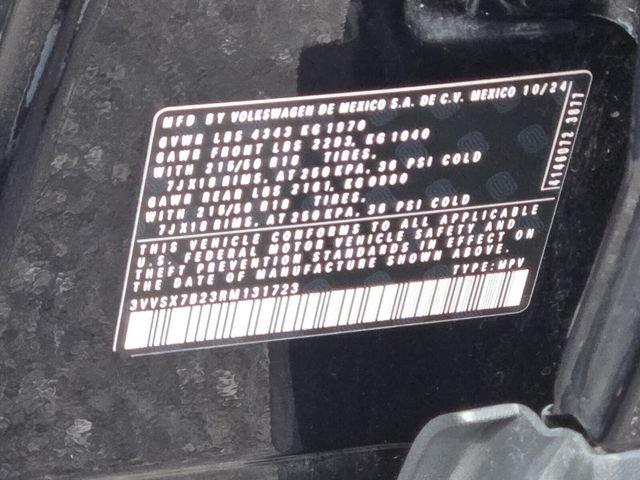 MFD BY VOLKSWAGEN DE MEXICO S.A. DE C.V. MEXICO 10/24
GVWR LBS 4343 KG 1970
GAWR FRONT LBS 2293, KG 1040
WITH 215/50 R18 TIRES.
7JX18 RIMS, AT 260 KPA, 38 PSI COLD
GAWR REAR LBS 2161, KG 0980
WITH 215/50 R18 TIRES.
7JX18 RIMS, AT 260 KPA, 38 PSI COLD
THIS VEHICLE CONFORMS TO ALL APPLICABLE
U.S. FEDERAL MOTOR VEHICLE SAFETY AND
THEFT PREVENTION STANDARDS IN EFFECT ON
THE DATE OF MANUFACTURE SHOWN ABOVE.
3VVSX7B23RM131723 TYPE: MPV
4146072 3877